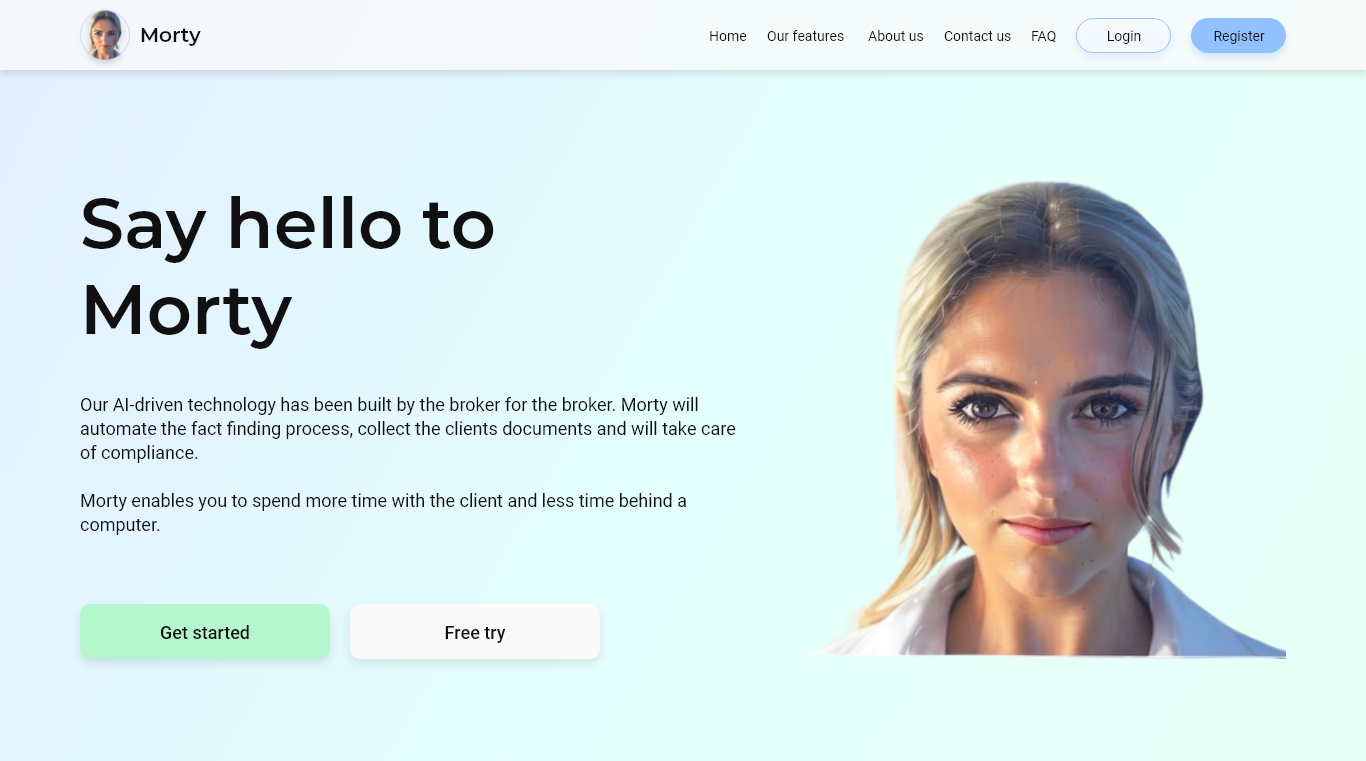 Morty
Home Our features About us Contact us FAQ Login Register
Say hello to
Morty
Our AI-driven technology has been built by the broker for the broker. Morty will
automate the fact finding process, collect the clients documents and will take care
of compliance.
Morty enables you to spend more time with the client and less time behind a
computer.
Get started Free try